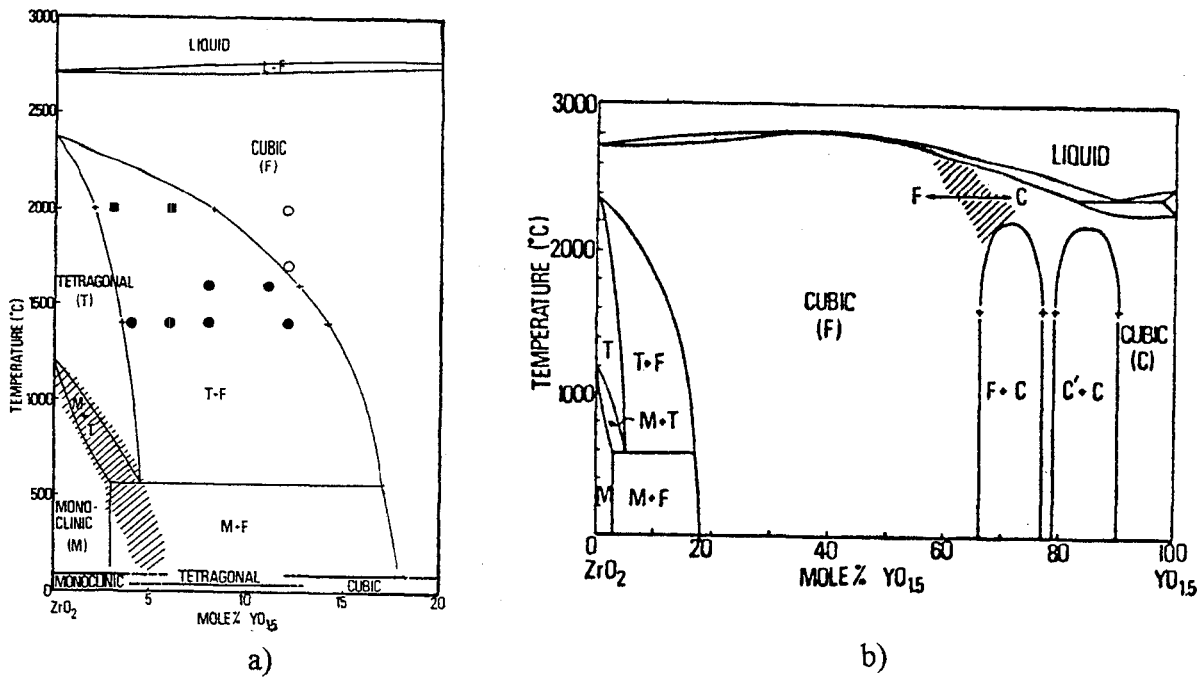 3000
LIQUID
L-F
2500
CUBIC
(F)
2000
TETRAGONAL
(T)
1500
TEMPERATURE (°C)
1000
M+T
T+F
500
MONO-
CLINIC
(M)
M+F
MONOCLINIC
TETRAGONAL
CUBIC
0
ZrO2
5
10
15
20
MOLE% YO1.5
a)
3000
LIQUID
F
C
2000
TEMPERATURE (°C)
CUBIC
(F)
T
T+F
CUBIC
(C)
F+C
C'+C
1000
M+T
M
M+F
0
20
40
60
80
100
ZrO2
MOLE% YO1.5
YO1.5
b)